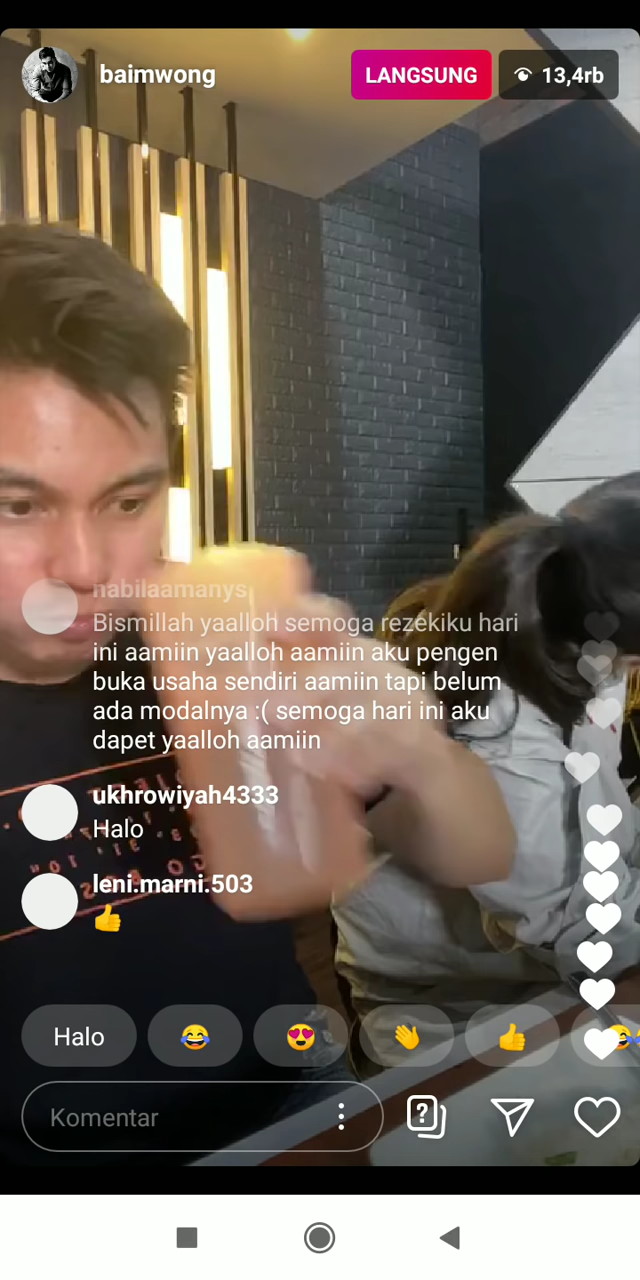 baimwong
LANGSUNG
13,4rb
nabilaamanys
Bismillah yaalloh semoga rezekiku hari
ini aamiin yaalloh aamiin aku pengen
buka usaha sendiri aamiin tapi belum
ada modalnya :( semoga hari ini aku
dapet yaalloh aamiin
ukhrowiyah4333
Halo
leni.marni.503
👍
Halo 😂 😍 👋 👍 😂
Komentar